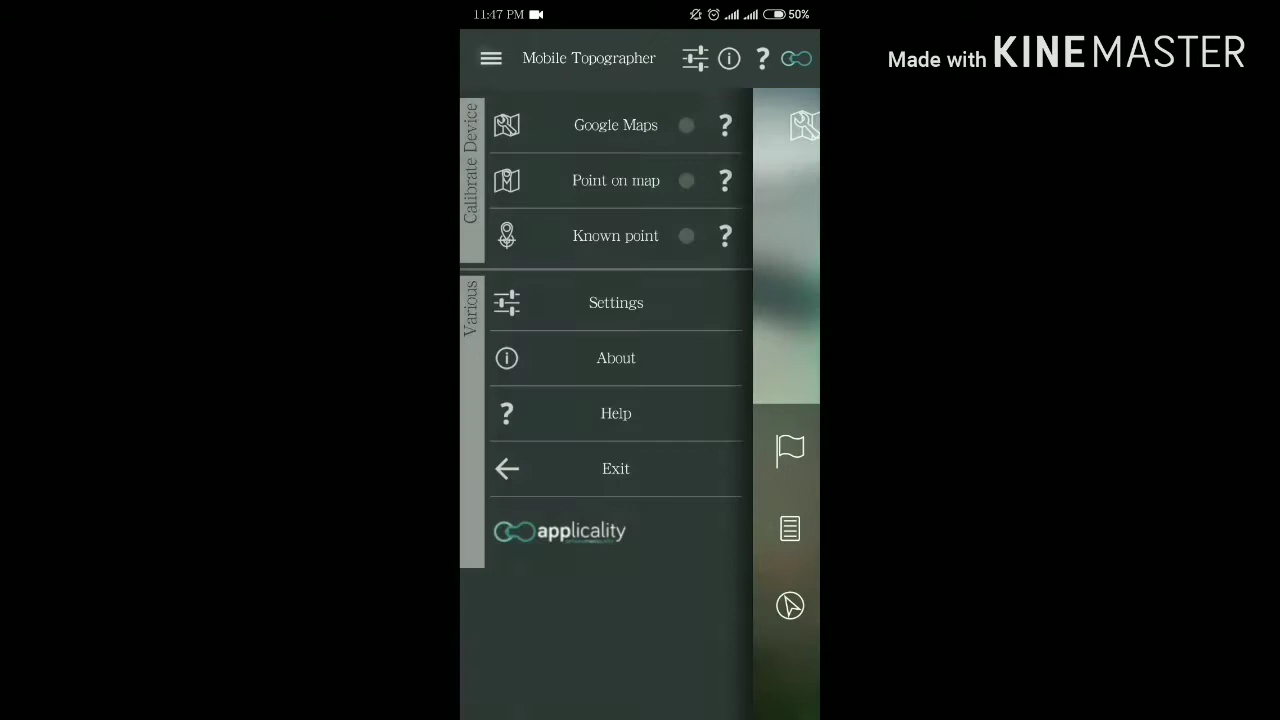 11:47 PM
50%
Made with KINEMASTER
Mobile Topographer
?
Calibrate Device
Google Maps
?
Point on map
?
Known point
?
Various
Settings
About
?
Help
Exit
applicality